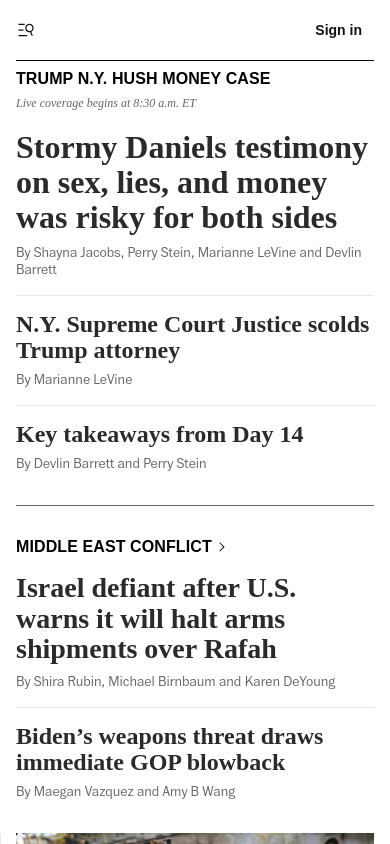 Sign in
TRUMP N.Y. HUSH MONEY CASE
Live coverage begins at 8:30 a.m. ET
Stormy Daniels testimony
on sex, lies, and money
was risky for both sides
By Shayna Jacobs, Perry Stein, Marianne LeVine and Devlin
Barrett
N.Y. Supreme Court Justice scolds
Trump attorney
By Marianne LeVine
Key takeaways from Day 14
By Devlin Barrett and Perry Stein
MIDDLE EAST CONFLICT
Israel defiant after U.S.
warns it will halt arms
shipments over Rafah
By Shira Rubin, Michael Birnbaum and Karen DeYoung
Biden’s weapons threat draws
immediate GOP blowback
By Maegan Vazquez and Amy B Wang